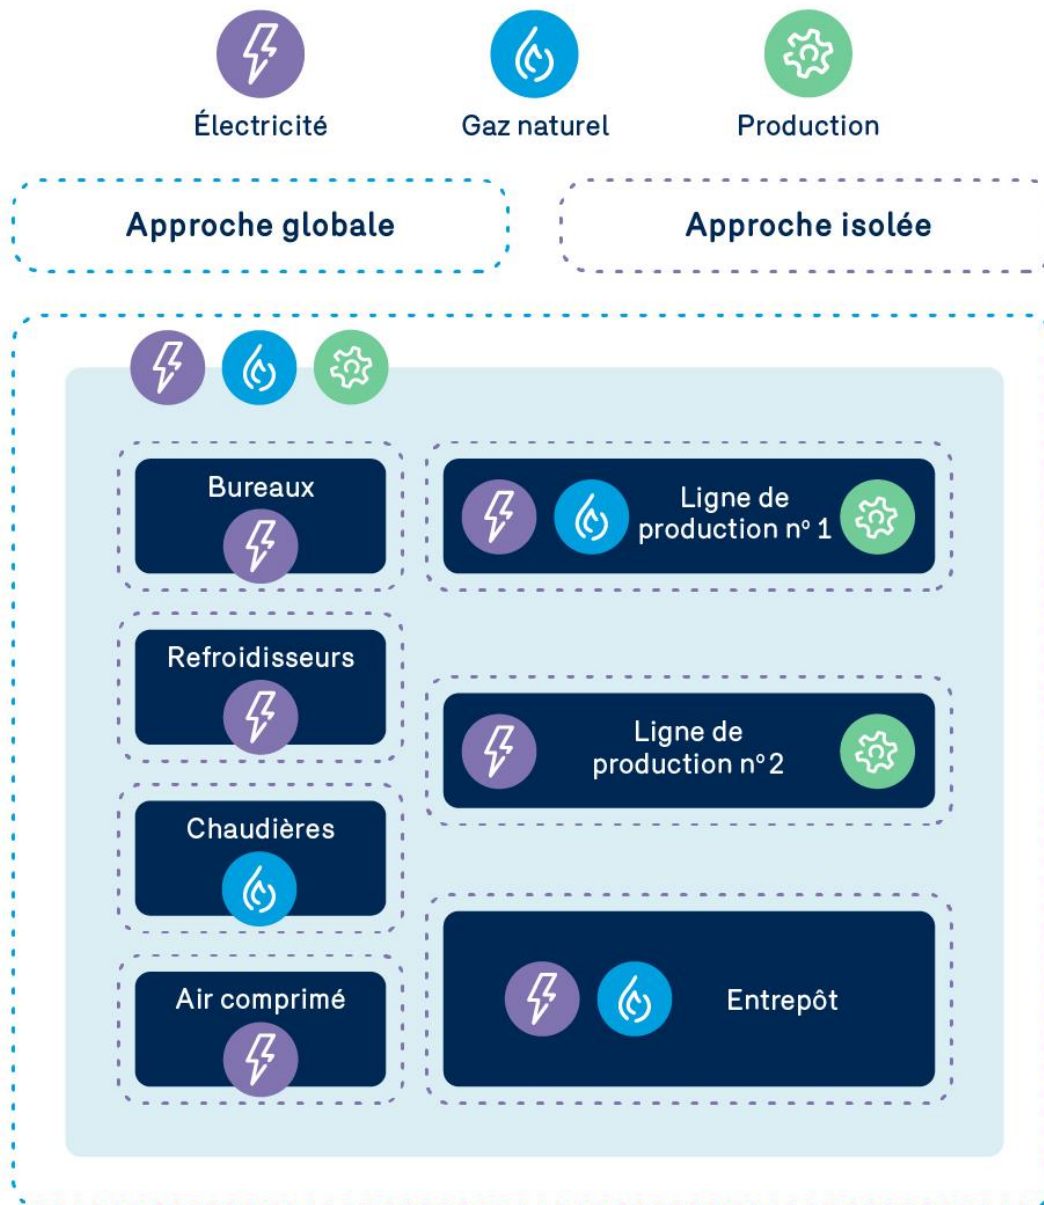 Électricité
Gaz naturel
Production
Approche globale
Approche isolée
Bureaux
Ligne de
production nº 1
Refroidisseurs
Ligne de
production nº 2
Chaudières
Air comprimé
Entrepôt